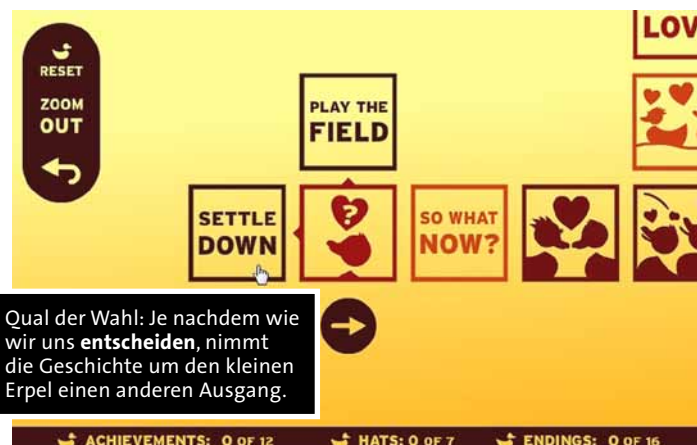 LOV
RESET
ZOOM
OUT
PLAY THE
FIELD
SETTLE
DOWN
?
SO WHAT
NOW?
Qual der Wahl: Je nachdem wie
wir uns entscheiden, nimmt
die Geschichte um den kleinen
Erpel einen anderen Ausgang.
ACHIEVEMENTS: 0 OF 12 HATS: 0 OF 7 ENDINGS: 0 OF 16